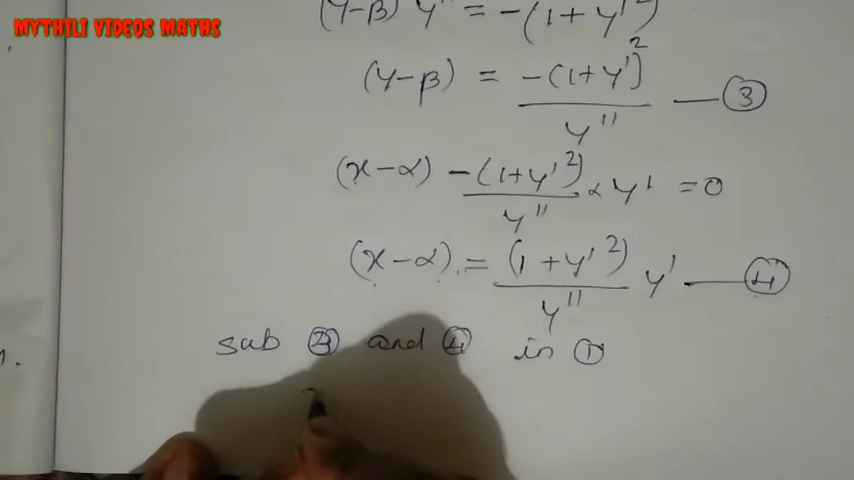 MYTHILI VIDEOS MATHS
(y-β) y'' = -(1+y'²)
(y-β) = -(1+y'²) / y'' — ③
(x-α) -(1+y'²) / y'' × y' = 0
(x-α) = (1+y'²) / y'' y' — ④
sub ③ and ④ in ①